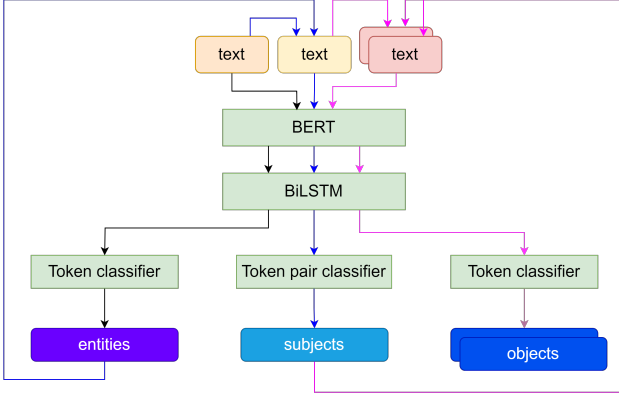 text
text
text
BERT
BiLSTM
Token classifier
Token pair classifier
Token classifier
entities
subjects
objects